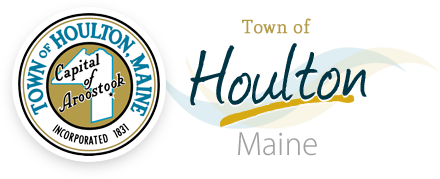 TOWN OF HOULTON, MAINE
Capital
of
Aroostook
INCORPORATED 1831
Town of
Houlton
Maine